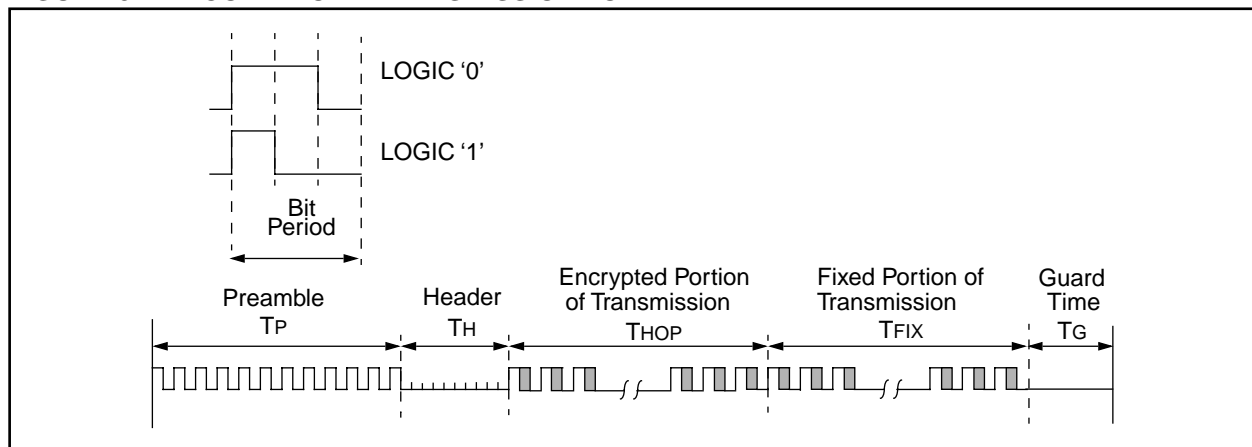 LOGIC ‘0’
LOGIC ‘1’
Bit
Period
Preamble
TP
Header
TH
Encrypted Portion
of Transmission
THOP
Fixed Portion of
Transmission
TFIX
Guard
Time
TG